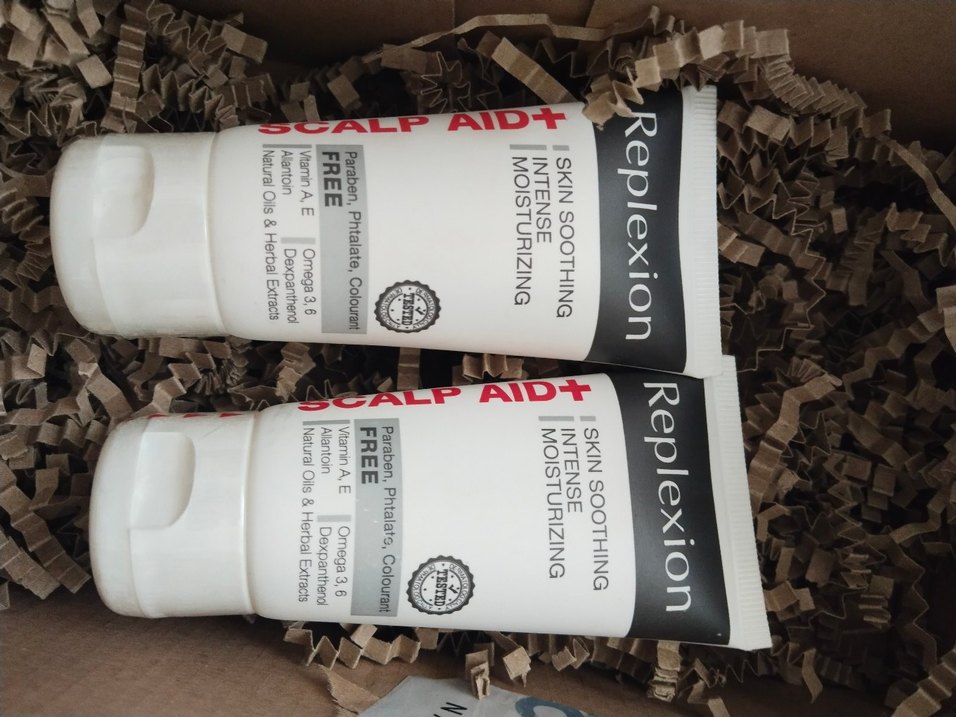 Replexion
SKIN SOOTHING
INTENSE
MOISTURIZING
SCALP AID+
TESTED
Paraben, Phtalate, Colourant
FREE
Vitamin A, E
Omega 3, 6
Allantoin
Dexpanthenol
Natural Oils & Herbal Extracts
Replexion
SKIN SOOTHING
INTENSE
MOISTURIZING
SCALP AID+
TESTED
Paraben, Phtalate, Colourant
FREE
Vitamin A, E
Omega 3, 6
Allantoin
Dexpanthenol
Natural Oils & Herbal Extracts